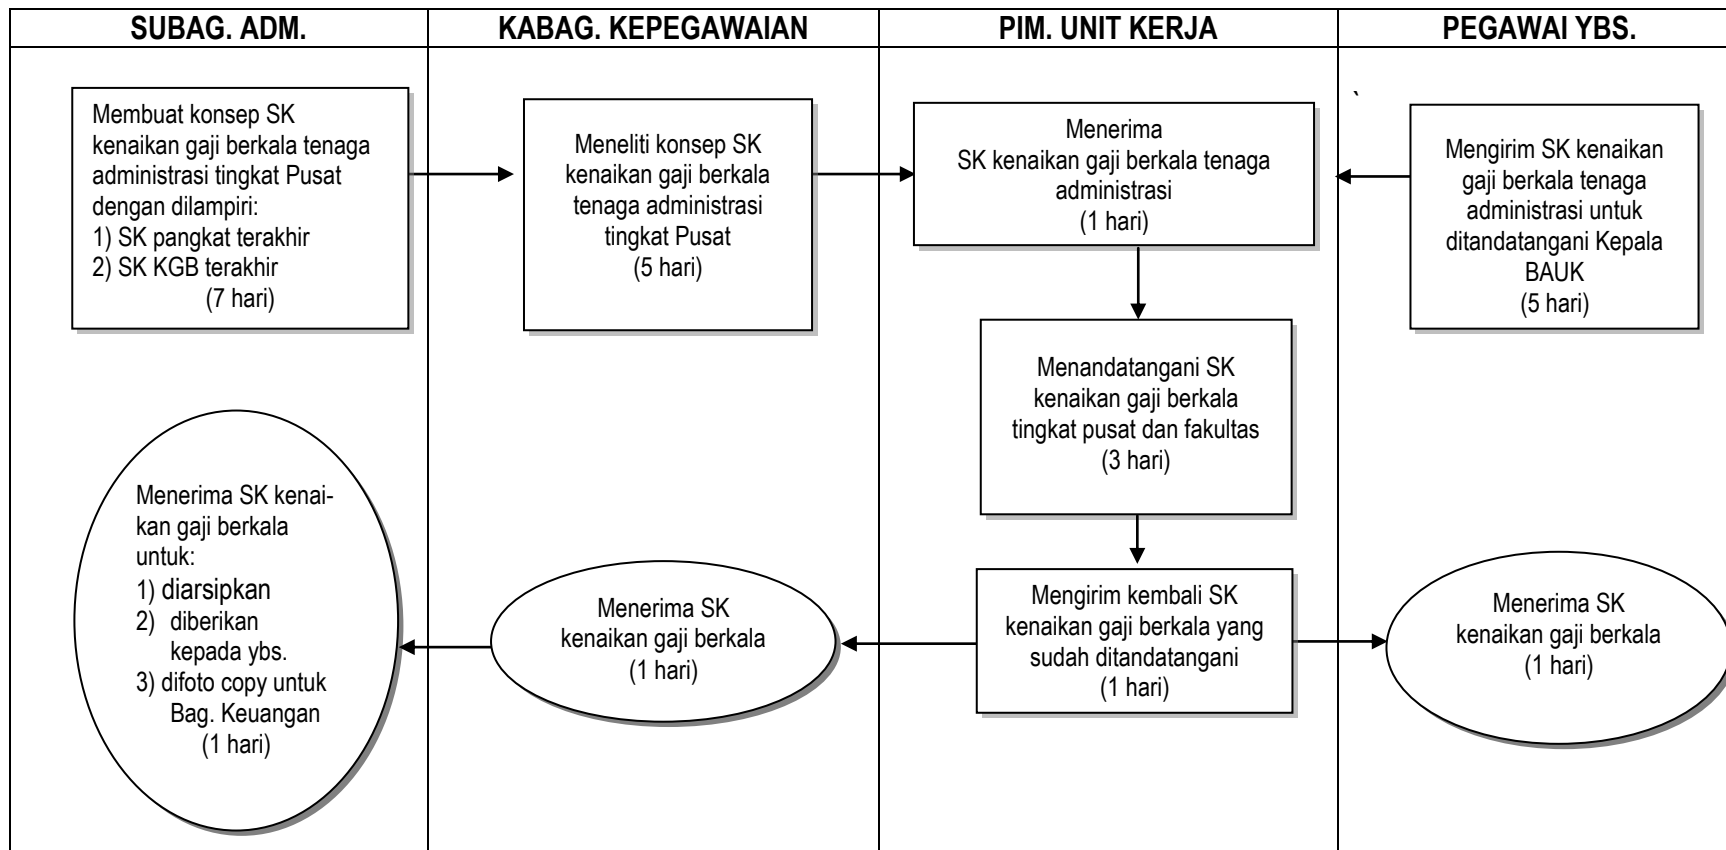 SUBAG. ADM.
KABAG. KEPEGAWAIAN
PIM. UNIT KERJA
PEGAWAI YBS.
Membuat konsep SK
kenaikan gaji berkala tenaga
administrasi tingkat Pusat
dengan dilampiri:
1) SK pangkat terakhir
2) SK KGB terakhir
(7 hari)
Meneliti konsep SK
kenaikan gaji berkala
tenaga administrasi
tingkat Pusat
(5 hari)
Menerima
SK kenaikan gaji berkala tenaga
administrasi
(1 hari)
`
Mengirim SK kenaikan
gaji berkala tenaga
administrasi untuk
ditandatangani Kepala
BAUK
(5 hari)
Menandatangani SK
kenaikan gaji berkala
tingkat pusat dan fakultas
(3 hari)
Menerima SK kenai-
kan gaji berkala
untuk:
1) diarsipkan
2) diberikan
kepada ybs.
3) difoto copy untuk
Bag. Keuangan
(1 hari)
Menerima SK
kenaikan gaji berkala
(1 hari)
Mengirim kembali SK
kenaikan gaji berkala yang
sudah ditandatangani
(1 hari)
Menerima SK
kenaikan gaji berkala
(1 hari)